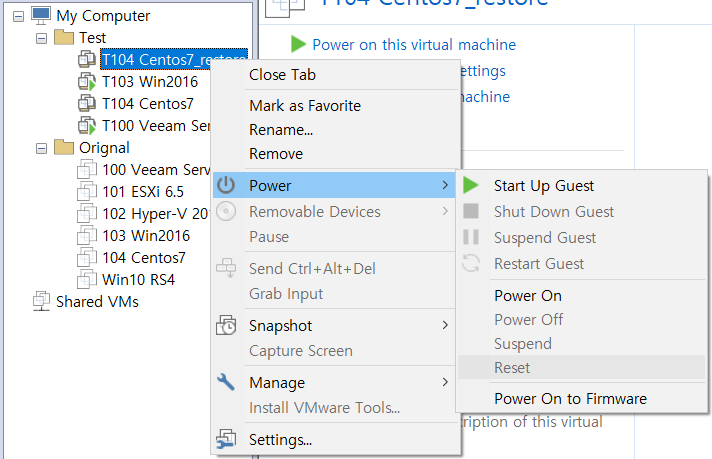 My Computer
Test
T104 Centos7_restore
T103 Win2016
T104 Centos7
T100 Veeam Ser
Orignal
100 Veeam Serv
101 ESXi 6.5
102 Hyper-V 20
103 Win2016
104 Centos7
Win10 RS4
Shared VMs
T104 Centos7_restore
Power on this virtual machine
ettings
machine
Close Tab
Mark as Favorite
Rename...
Remove
Power
Removable Devices
Pause
Send Ctrl+Alt+Del
Grab Input
Snapshot
Capture Screen
Manage
Install VMware Tools...
Settings...
Start Up Guest
Shut Down Guest
Suspend Guest
Restart Guest
Power On
Power Off
Suspend
Reset
Power On to Firmware
cription of this virtual